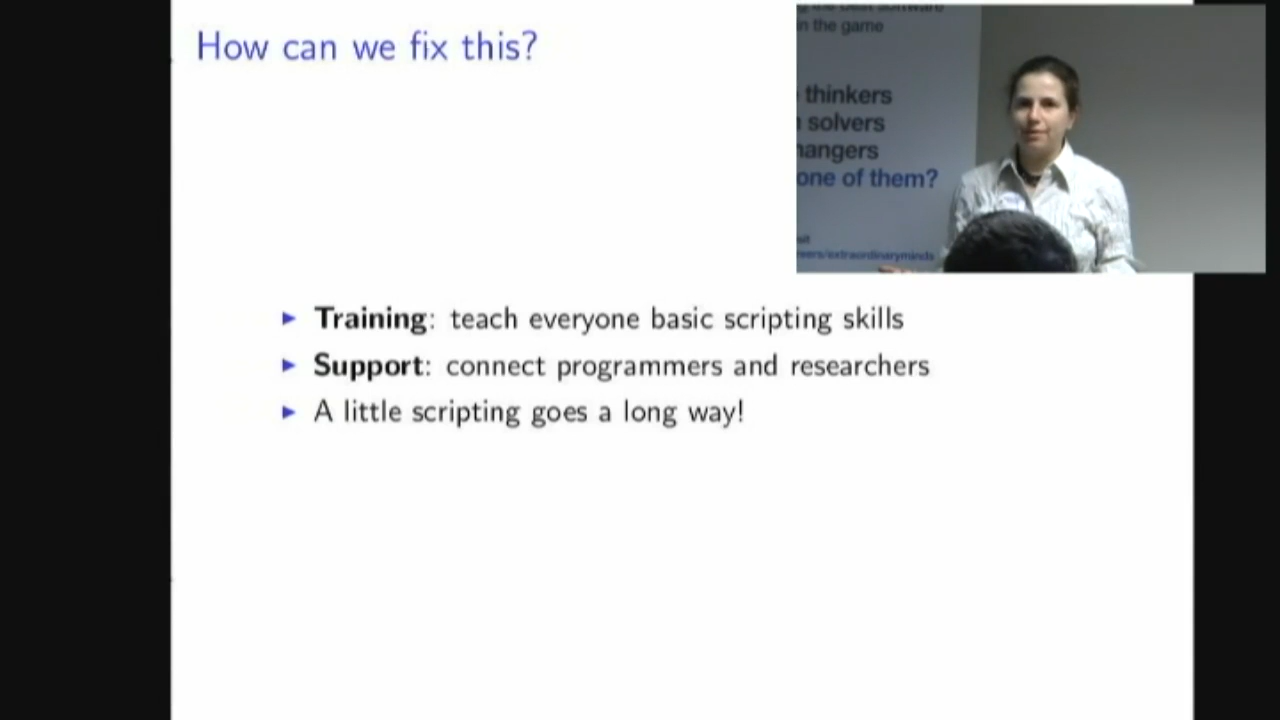 How can we fix this?
in the game
thinkers
solvers
one of them?
▶ Training: teach everyone basic scripting skills
▶ Support: connect programmers and researchers
▶ A little scripting goes a long way!